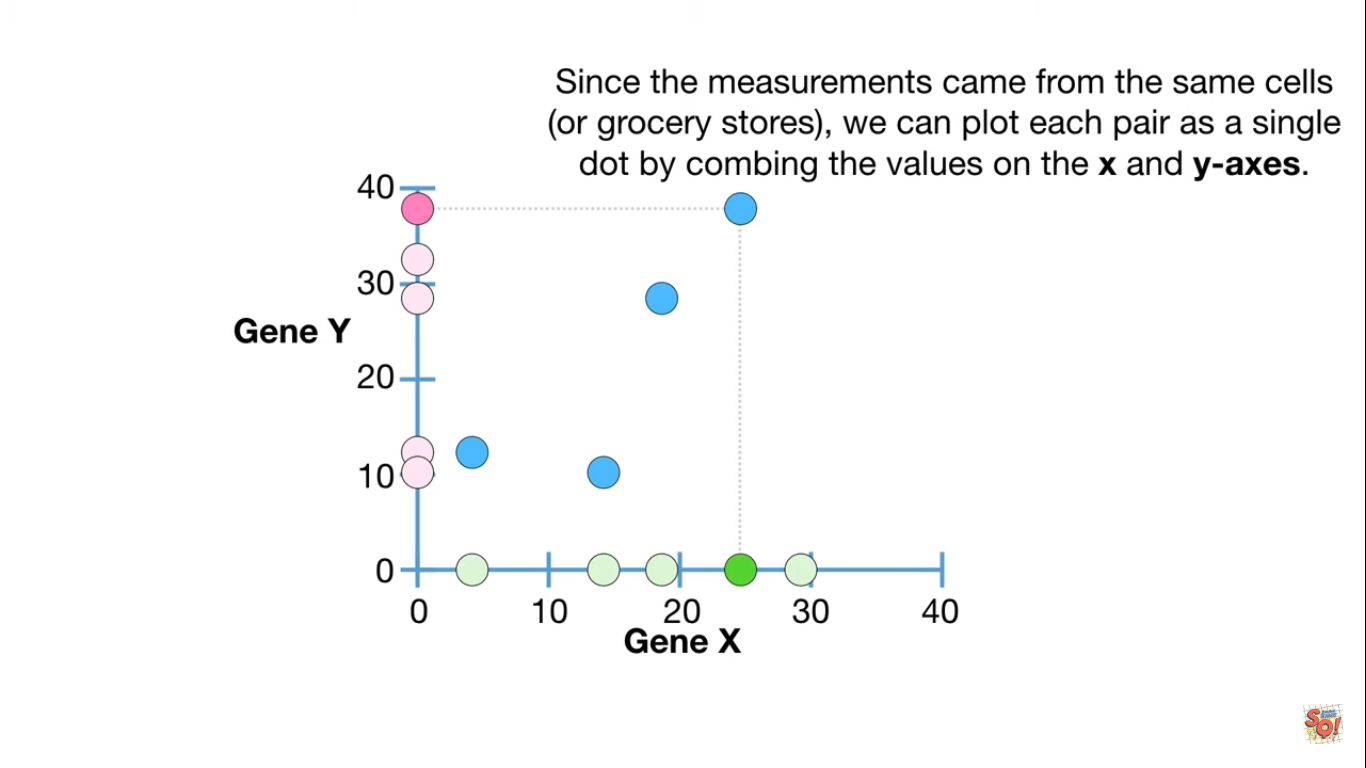 Since the measurements came from the same cells
(or grocery stores), we can plot each pair as a single
dot by combing the values on the x and y-axes.
40
30
Gene Y
20
10
0
0 10 20 30 40
Gene X
SQ!